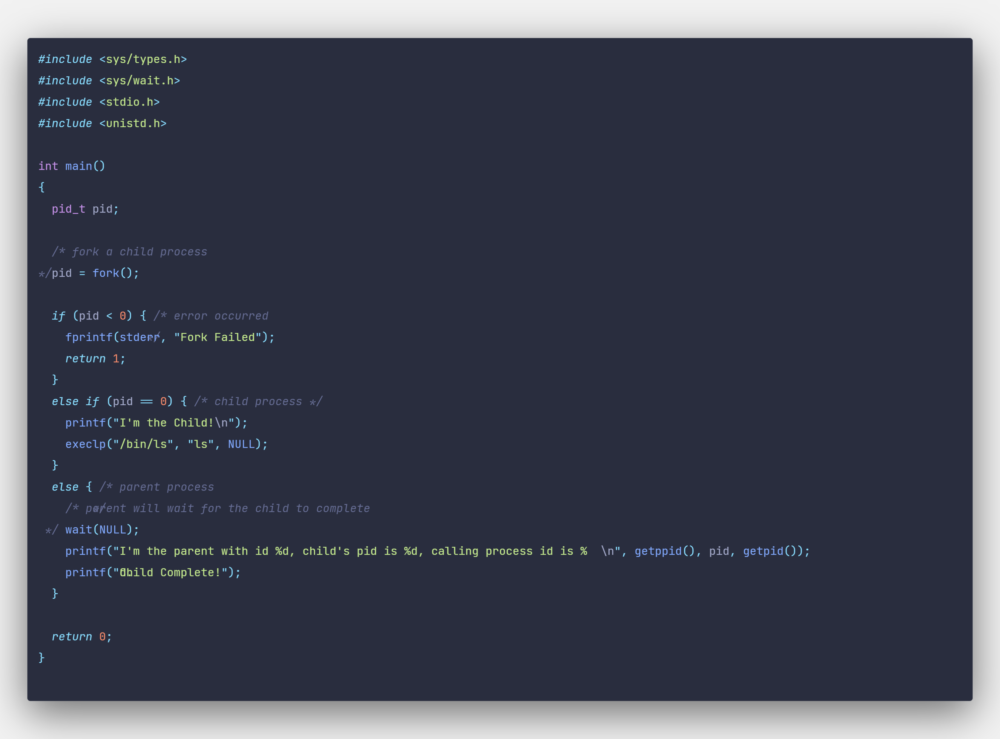 #include <sys/types.h>
#include <sys/wait.h>
#include <stdio.h>
#include <unistd.h>
int main()
{
pid_t pid;
/* fork a child process
*/pid = fork();
if (pid < 0) { /* error occurred
*/
fprintf(stderr, "Fork Failed");
return 1;
}
else if (pid == 0) { /* child process */
printf("I'm the Child!\n");
execlp("/bin/ls", "ls", NULL);
}
else { /* parent process
*/
/* parent will wait for the child to complete
*/ wait(NULL);
printf("I'm the parent with id %d, child's pid is %d, calling process id is % \n", getppid(), pid, getpid());
printf("Child Complete!");
}
return 0;
}